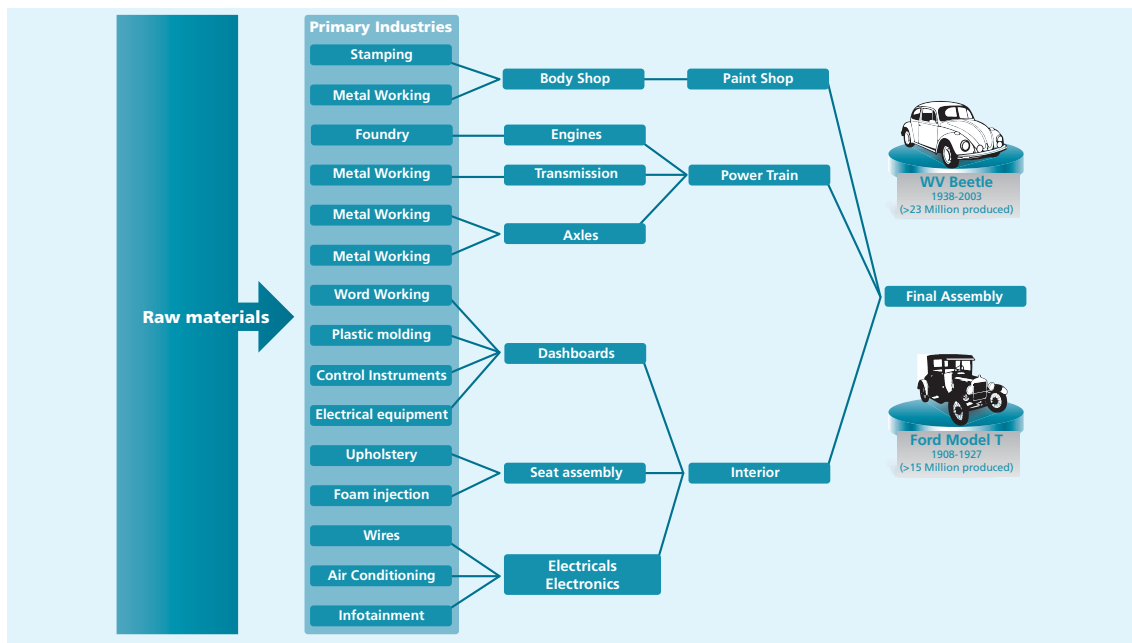 Primary Industries
Stamping
Metal Working
Foundry
Metal Working
Metal Working
Metal Working
Word Working
Plastic molding
Control Instruments
Electrical equipment
Upholstery
Foam injection
Wires
Air Conditioning
Infotainment
Raw materials
Body Shop
Engines
Transmission
Axles
Dashboards
Seat assembly
Electricals
Electronics
Paint Shop
Power Train
Interior
WV Beetle
1938-2003
(>23 Million produced)
Final Assembly
Ford Model T
1908-1927
(>15 Million produced)